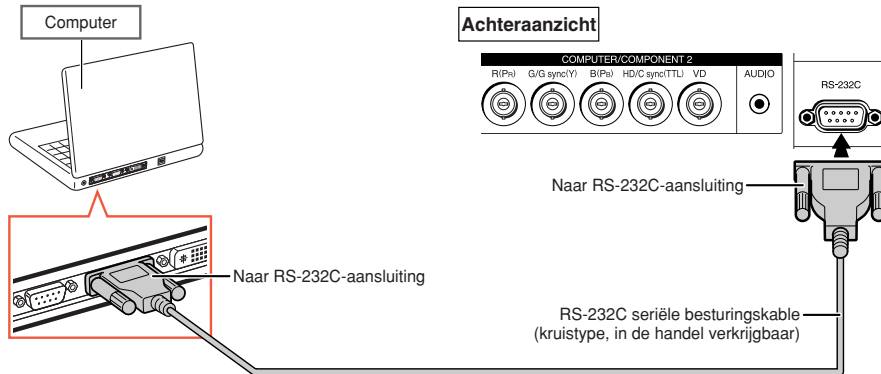 Computer
Achteraanzicht
COMPUTER/COMPONENT 2
R(PR) G/G sync(Y) B(PB) HD/C sync(TTL) VD AUDIO
RS-232C
Naar RS-232C-aansluiting
Naar RS-232C-aansluiting
RS-232C seriële besturingskable
(kruistype, in de handel verkrijgbaar)